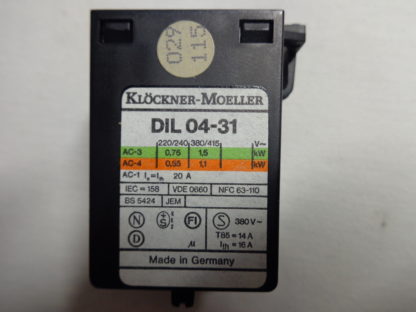 029
115
KLÖCKNER-MOELLER
DIL 04-31
220/240 380/415 V~
AC-3 0,75 1,5 kW
AC-4 0,55 1,1 kW
AC-1 Ie=Ith 20 A
IEC = 158 VDE 0660 NFC 63-110
BS 5424 JEM
N S FI S 380V~
D µ T85 = 14 A
Ith = 16 A
Made in Germany